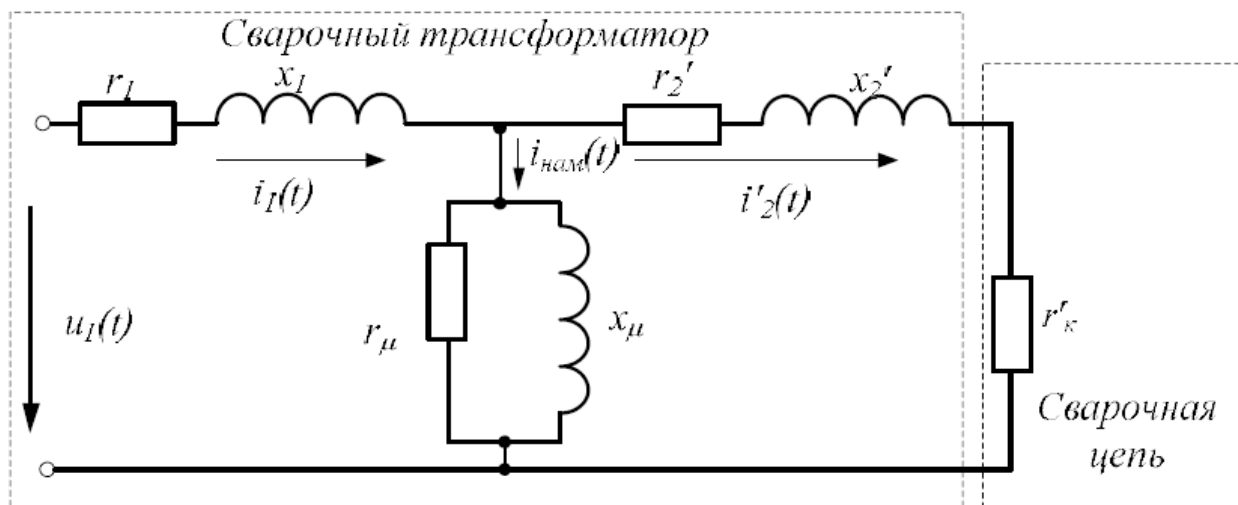 Сварочный трансформатор
r₁
x₁
r₂'
x₂'
i₁(t)
iнам(t)
i'₂(t)
u₁(t)
rμ
xμ
r'к
Сварочная
цепь